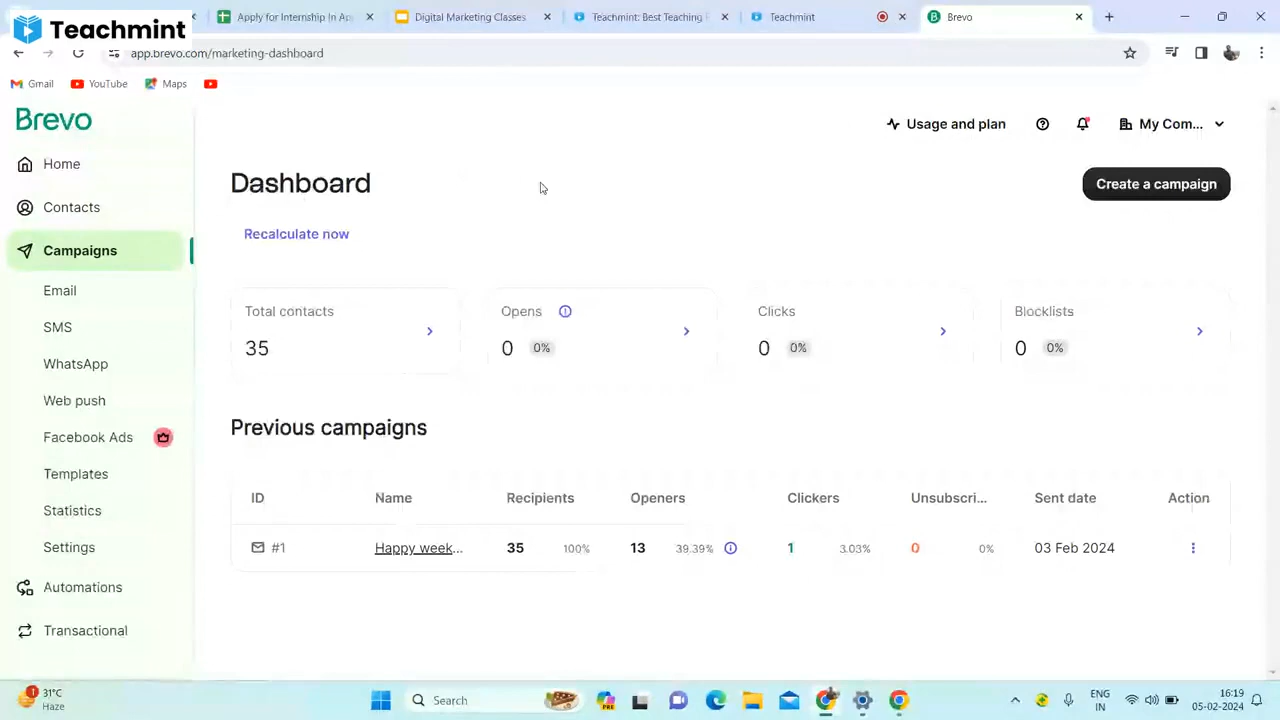 Teachmint
Apply for Internship In Ap
Digital Marketing Classes
Teachmint: Best Teaching
Teachmint
Brevo
app.brevo.com/marketing-dashboard
Gmail
YouTube
Maps
Brevo
Usage and plan
My Com...
Home
Contacts
Campaigns
Email
SMS
WhatsApp
Web push
Facebook Ads
Templates
Statistics
Settings
Automations
Transactional
Dashboard
Create a campaign
Recalculate now
Total contacts
35
Opens
0 0%
Clicks
0 0%
Blocklists
0 0%
Previous campaigns
ID Name Recipients Openers Clickers Unsubscri... Sent date Action
#1 Happy week... 35 100% 13 39.39% 1 3.03% 0 0% 03 Feb 2024
1
31°C
Haze
Search
PRE
ENG
IN
16:19
05-02-2024